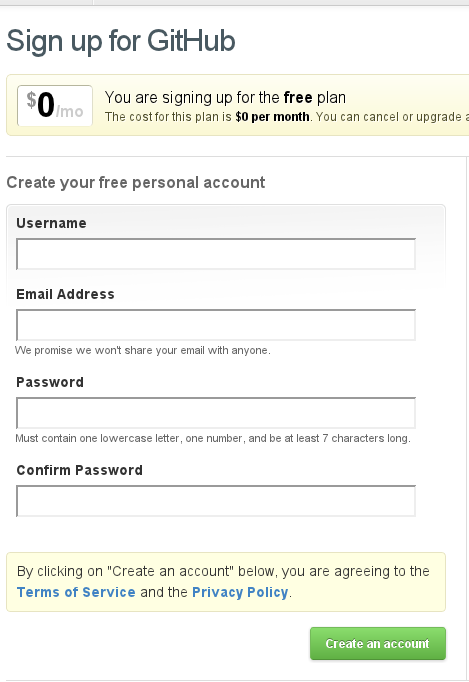 Sign up for GitHub
$0/mo
You are signing up for the free plan
The cost for this plan is $0 per month. You can cancel or upgrade a
Create your free personal account
Username
Email Address
We promise we won't share your email with anyone.
Password
Must contain one lowercase letter, one number, and be at least 7 characters long.
Confirm Password
By clicking on "Create an account" below, you are agreeing to the
Terms of Service and the Privacy Policy.
Create an account